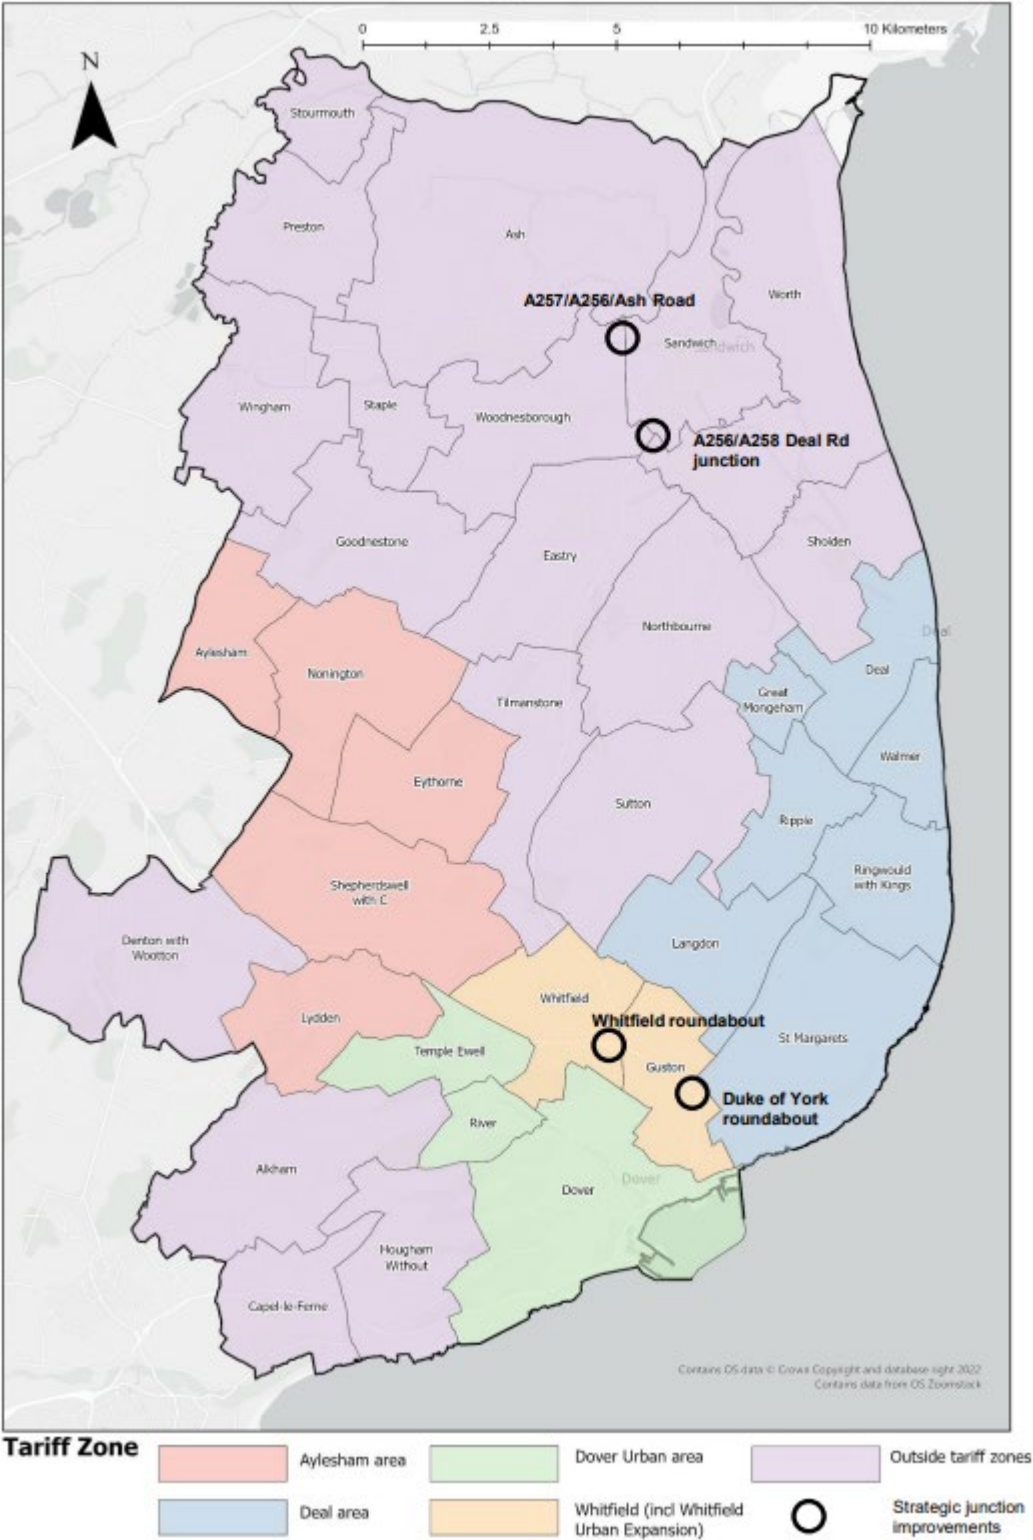 0 2.5 5 10 Kilometers
N
Stourmouth
Preston
Ash
Worth
A257/A256/Ash Road
Sandwich
Sandwich
Wingham
Staple
Woodnesborough
A256/A258 Deal Rd
junction
Goodnestone
Eastry
Sholden
Northbourne
Deal
Aylesham
Nonington
Deal
Tilmanstone
Great
Mongeham
Walmer
Eythorne
Sutton
Ripple
Shepherdswell
with C
Ringwould
with Kings
Denton with
Wootton
Langdon
Whitfield
Lydden
Whitfield roundabout
Temple Ewell
St Margarets
Guston
Duke of York
roundabout
River
Alkham
Dover
Dover
Hougham
Without
Capel-le-Ferne
Contains OS data © Crown Copyright and database right 2022
Contains data from OS Zoomstack
Tariff Zone
Aylesham area
Dover Urban area
Outside tariff zones
Deal area
Whitfield (incl Whitfield
Urban Expansion)
Strategic junction
improvements